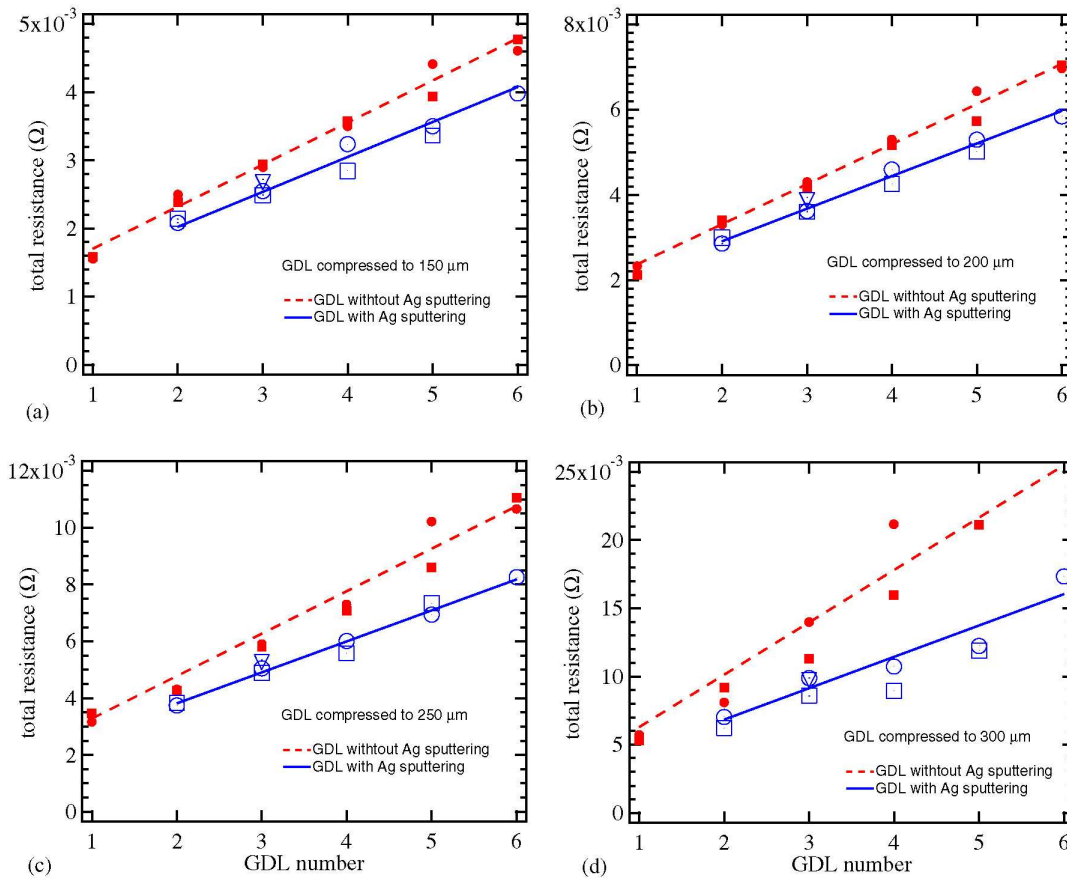 5x10⁻³
4
3
2
1
0
total resistance (Ω)
GDL compressed to 150 μm
GDL withtout Ag sputtering
GDL with Ag sputtering
1 2 3 4 5 6
(a)
8x10⁻³
6
4
2
0
total resistance (Ω)
GDL compressed to 200 μm
GDL withtout Ag sputtering
GDL with Ag sputtering
1 2 3 4 5 6
(b)
12x10⁻³
10
8
6
4
2
0
total resistance (Ω)
GDL compressed to 250 μm
GDL withtout Ag sputtering
GDL with Ag sputtering
1 2 3 4 5 6
(c) GDL number
25x10⁻³
20
15
10
5
0
total resistance (Ω)
GDL compressed to 300 μm
GDL withtout Ag sputtering
GDL with Ag sputtering
1 2 3 4 5 6
(d) GDL number